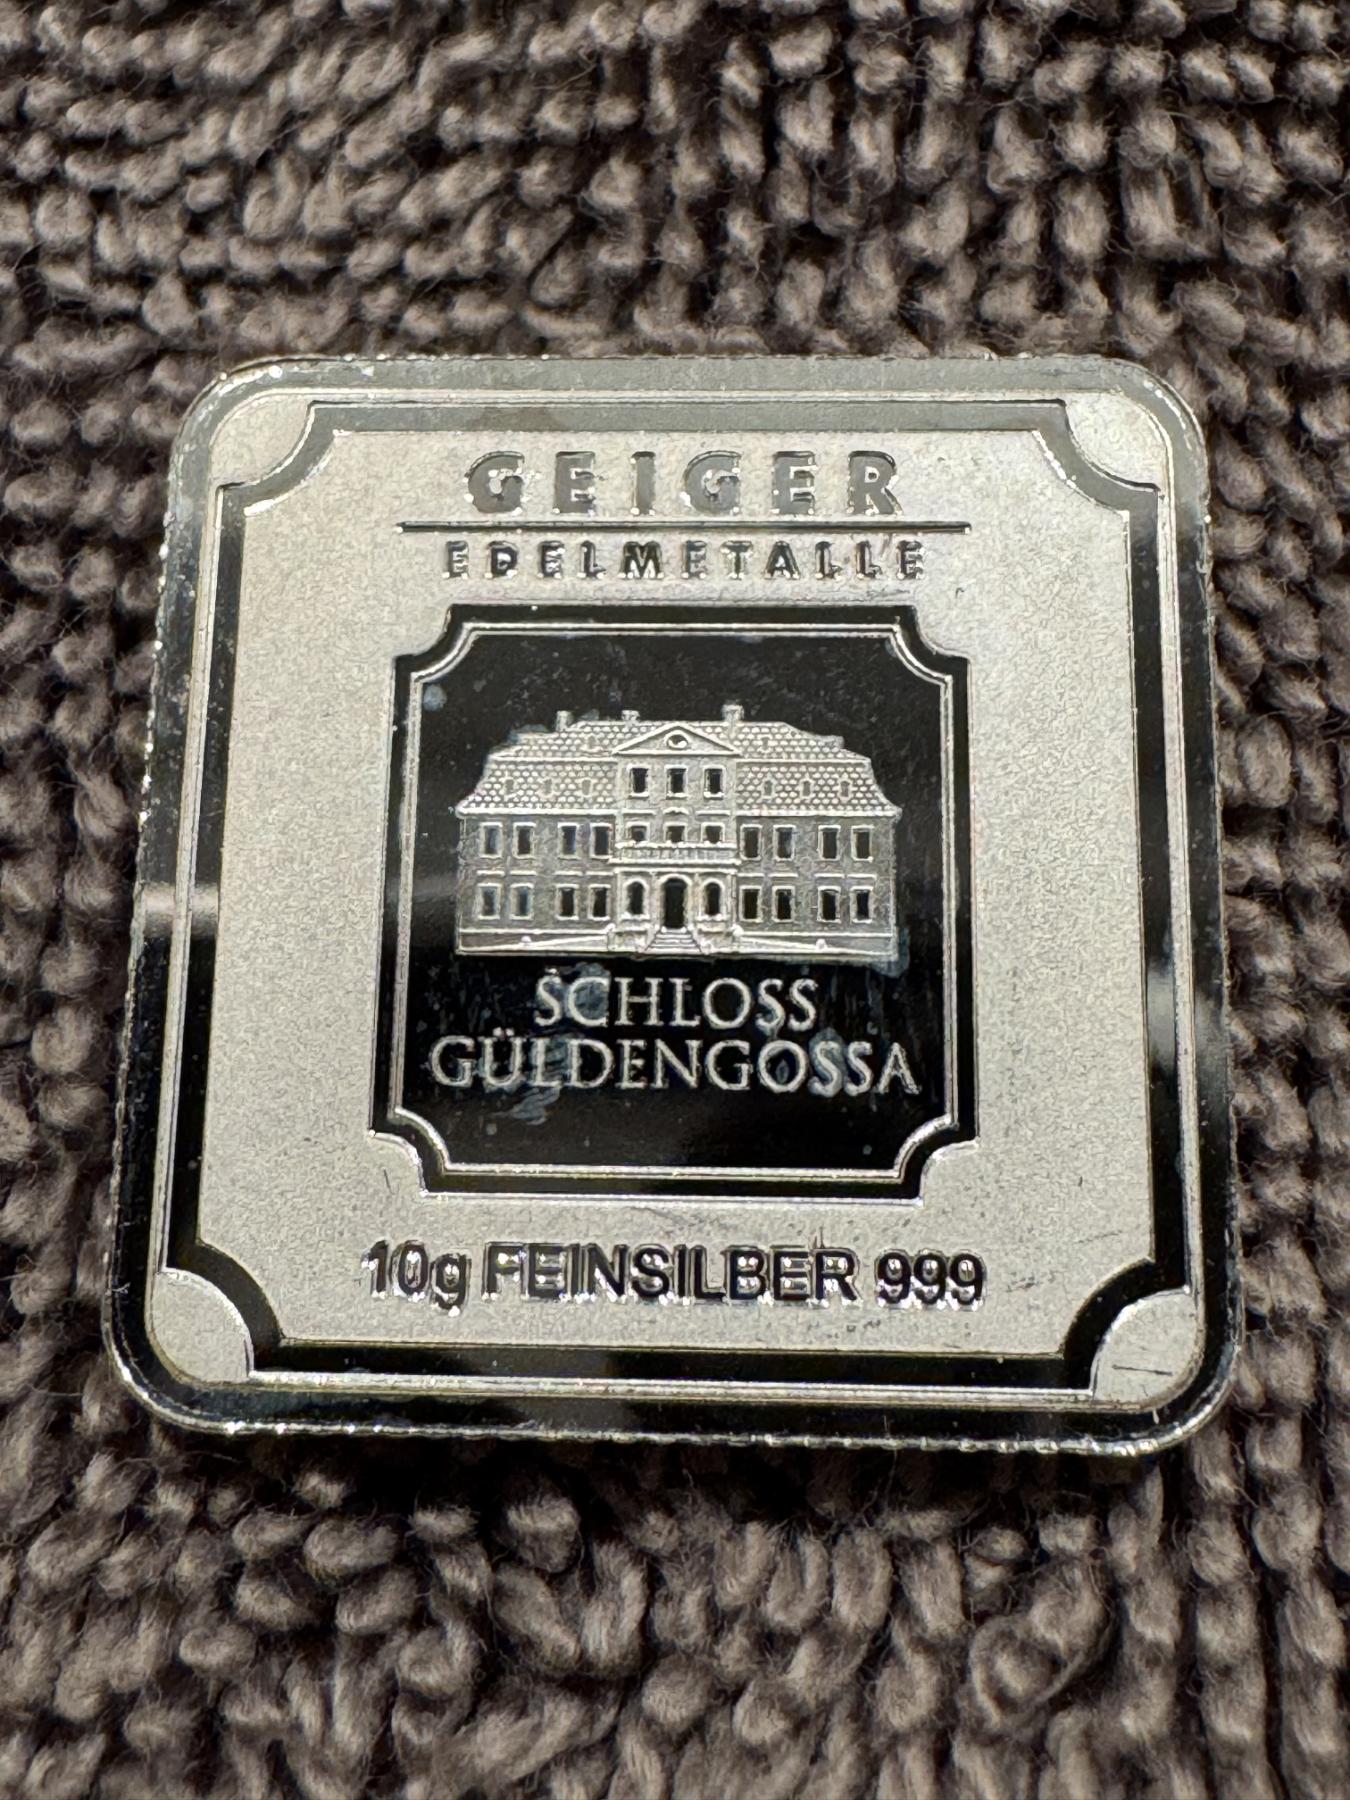 GEIGER
EDELMETALLE
SCHLOSS
GÜLDENGOSSA
10g FEINSILBER 999